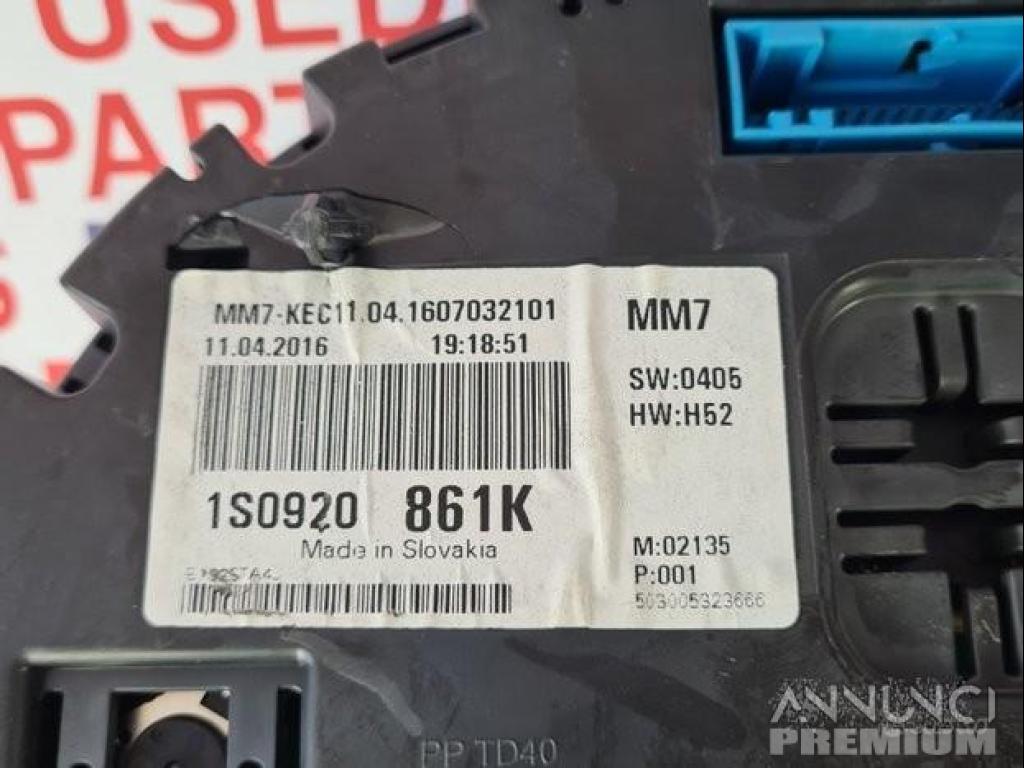 USED
PART
S
MM7-KEC11.04.1607032101
11.04.2016 19:18:51
1S0920 861K
Made in Slovakia
MM7
SW:0405
HW:H52
M:02135
P:001
503005323666
PP TD40
ANNUNCI
PREMIUM